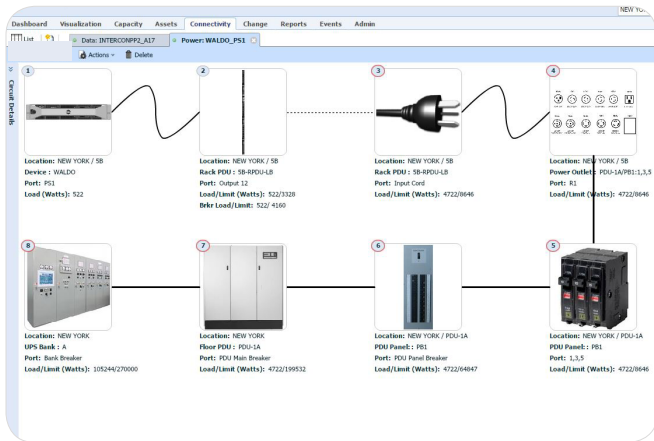 NEW YO
Dashboard Visualization Capacity Assets Connectivity Change Reports Events Admin
List Data: INTERCONPP2_A17 Power: WALDO_PS1
Actions Delete
Circuit Details
1 2 3 4
Location: NEW YORK / 5B
Device : WALDO
Port: PS1
Load (Watts): 522
Location: NEW YORK / 5B
Rack PDU : 5B-RPDU-LB
Port: Output 12
Load/Limit (Watts): 522/3328
Brkr Load/Limit: 522/ 4160
Location: NEW YORK / 5B
Rack PDU : 5B-RPDU-LB
Port: Input Cord
Load/Limit (Watts): 4722/8646
Location: NEW YORK / 5B
Power Outlet: PDU-1A/PB1:1,3,5
Port: R1
Load/Limit (Watts): 4722/8646
8 7 6 5
Location: NEW YORK
UPS Bank : A
Port: Bank Breaker
Load/Limit (Watts): 105244/270000
Location: NEW YORK
Floor PDU : PDU-1A
Port: PDU Main Breaker
Load/Limit (Watts): 4722/199532
Location: NEW YORK / PDU-1A
PDU Panel: : PB1
Port: PDU Panel Breaker
Load/Limit (Watts): 4722/64847
Location: NEW YORK / PDU-1A
PDU Panel: : PB1
Port: 1,3,5
Load/Limit (Watts): 4722/8646